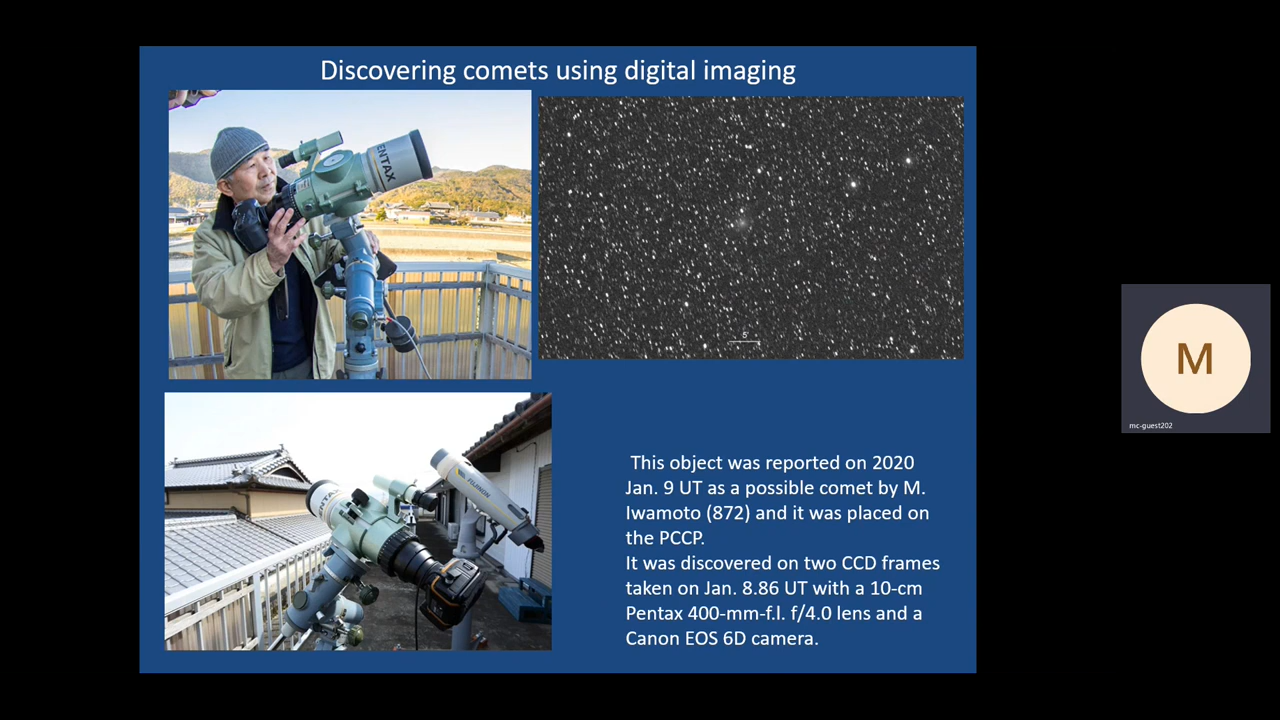 Discovering comets using digital imaging
ENTAX
5'
PENTAX
FUJINON
This object was reported on 2020
Jan. 9 UT as a possible comet by M.
Iwamoto (872) and it was placed on
the PCCP.
It was discovered on two CCD frames
taken on Jan. 8.86 UT with a 10-cm
Pentax 400-mm-f.l. f/4.0 lens and a
Canon EOS 6D camera.
M
mc-guest202